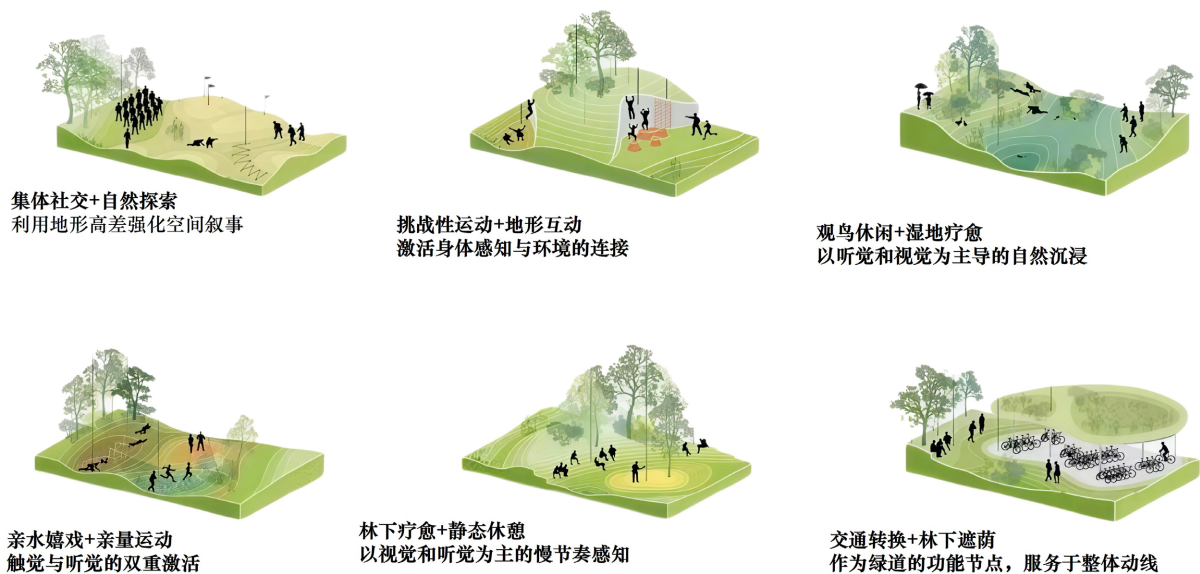 集体社交+自然探索
利用地形高差强化空间叙事
挑战性运动+地形互动
激活身体感知与环境的连接
观鸟休闲+湿地疗愈
以听觉和视觉为主导的自然沉浸
亲水嬉戏+亲量运动
触觉与听觉的双重激活
林下疗愈+静态休憩
以视觉和听觉为主的慢节奏感知
交通转换+林下遮荫
作为绿道的功能节点，服务于整体动线